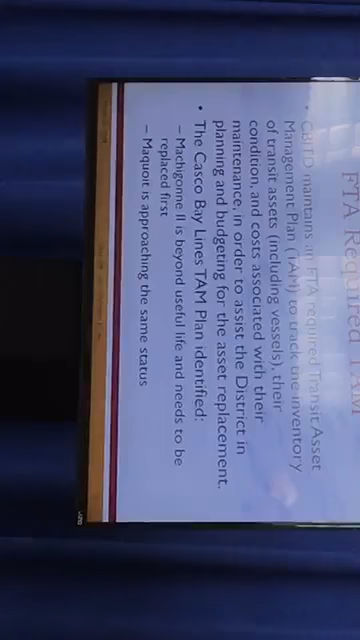 FTA Required TAM
• CBITD maintains an FTA required Transit Asset
Management Plan (TAM) to track the inventory
of transit assets (including vessels), their
condition, and costs associated with their
maintenance, in order to assist the District in
planning and budgeting for the asset replacement.
• The Casco Bay Lines TAM Plan identified:
– Machigonne II is beyond useful life and needs to be
replaced first
– Maquoit is approaching the same status